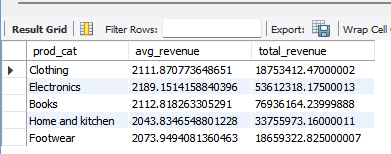 Result Grid Filter Rows: Export: Wrap Cell C
prod_cat avg_revenue total_revenue
Clothing 2111.870773648651 18753412.47000002
Electronics 2189.1514158840396 53612318.17500013
Books 2112.818263305291 76936164.23999888
Home and kitchen 2043.8346548801228 33755973.16000011
Footwear 2073.9494081360463 18659322.825000007